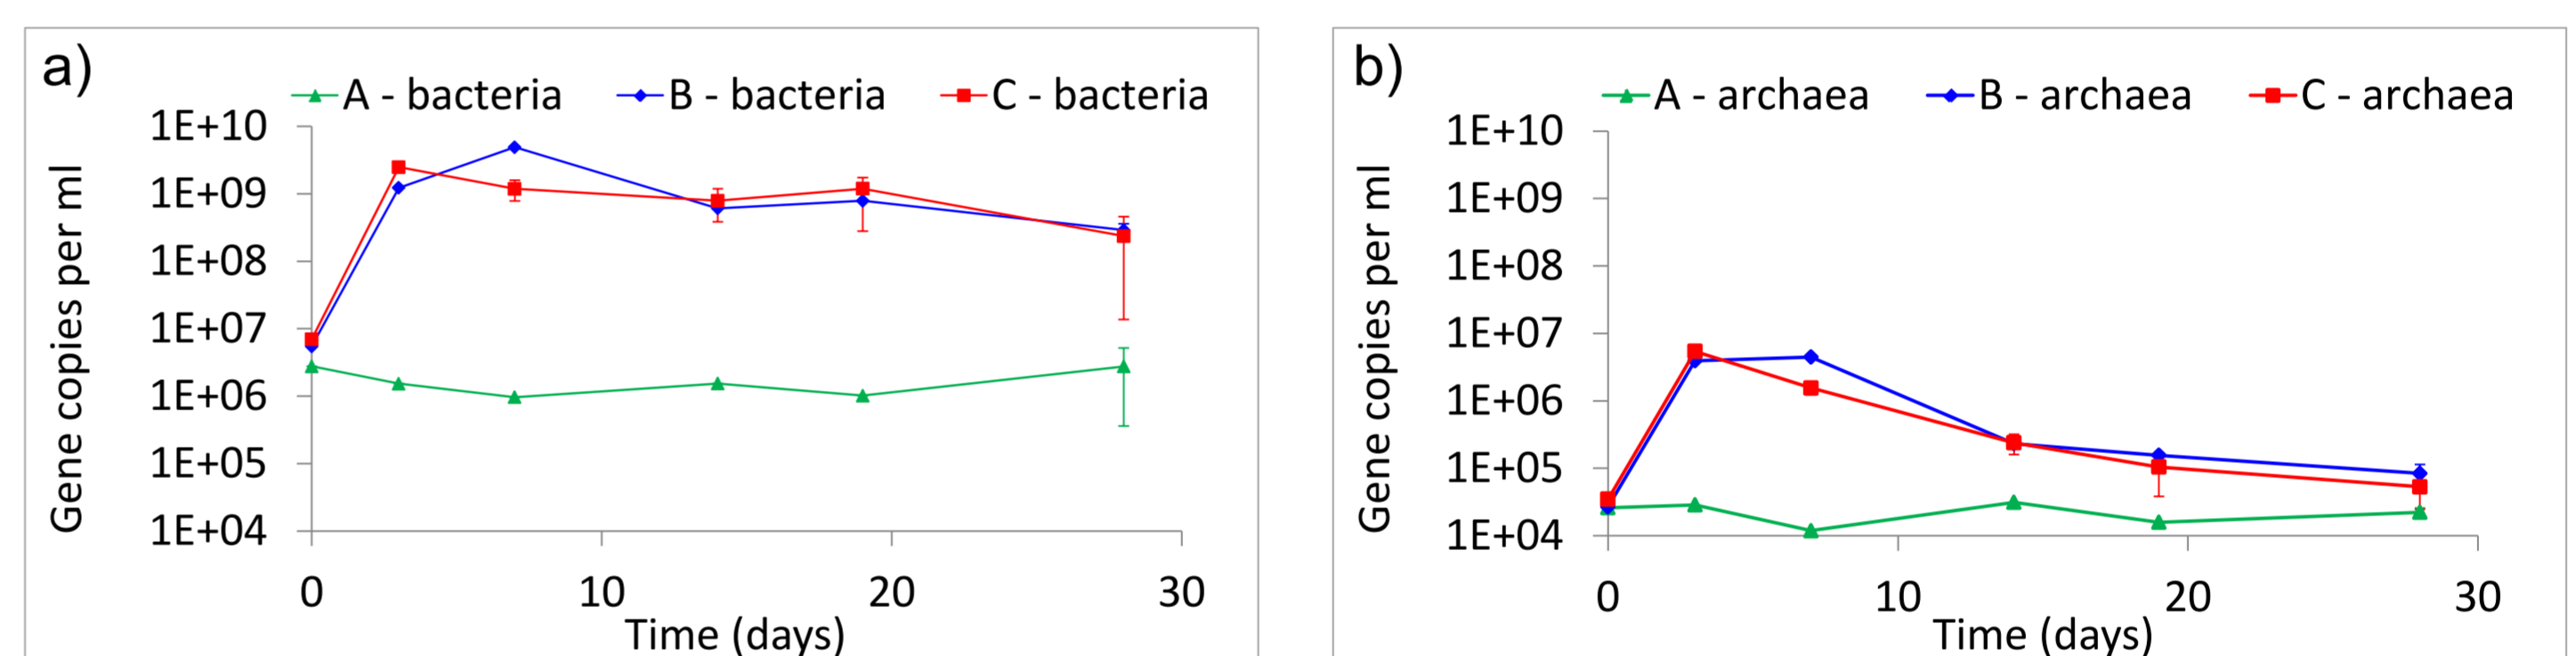 a)
A - bacteria B - bacteria C - bacteria
Gene copies per ml
1E+10
1E+09
1E+08
1E+07
1E+06
1E+05
1E+04
0 10 20 30
Time (days)
b)
A - archaea B - archaea C - archaea
Gene copies per ml
1E+10
1E+09
1E+08
1E+07
1E+06
1E+05
1E+04
0 10 20 30
Time (days)